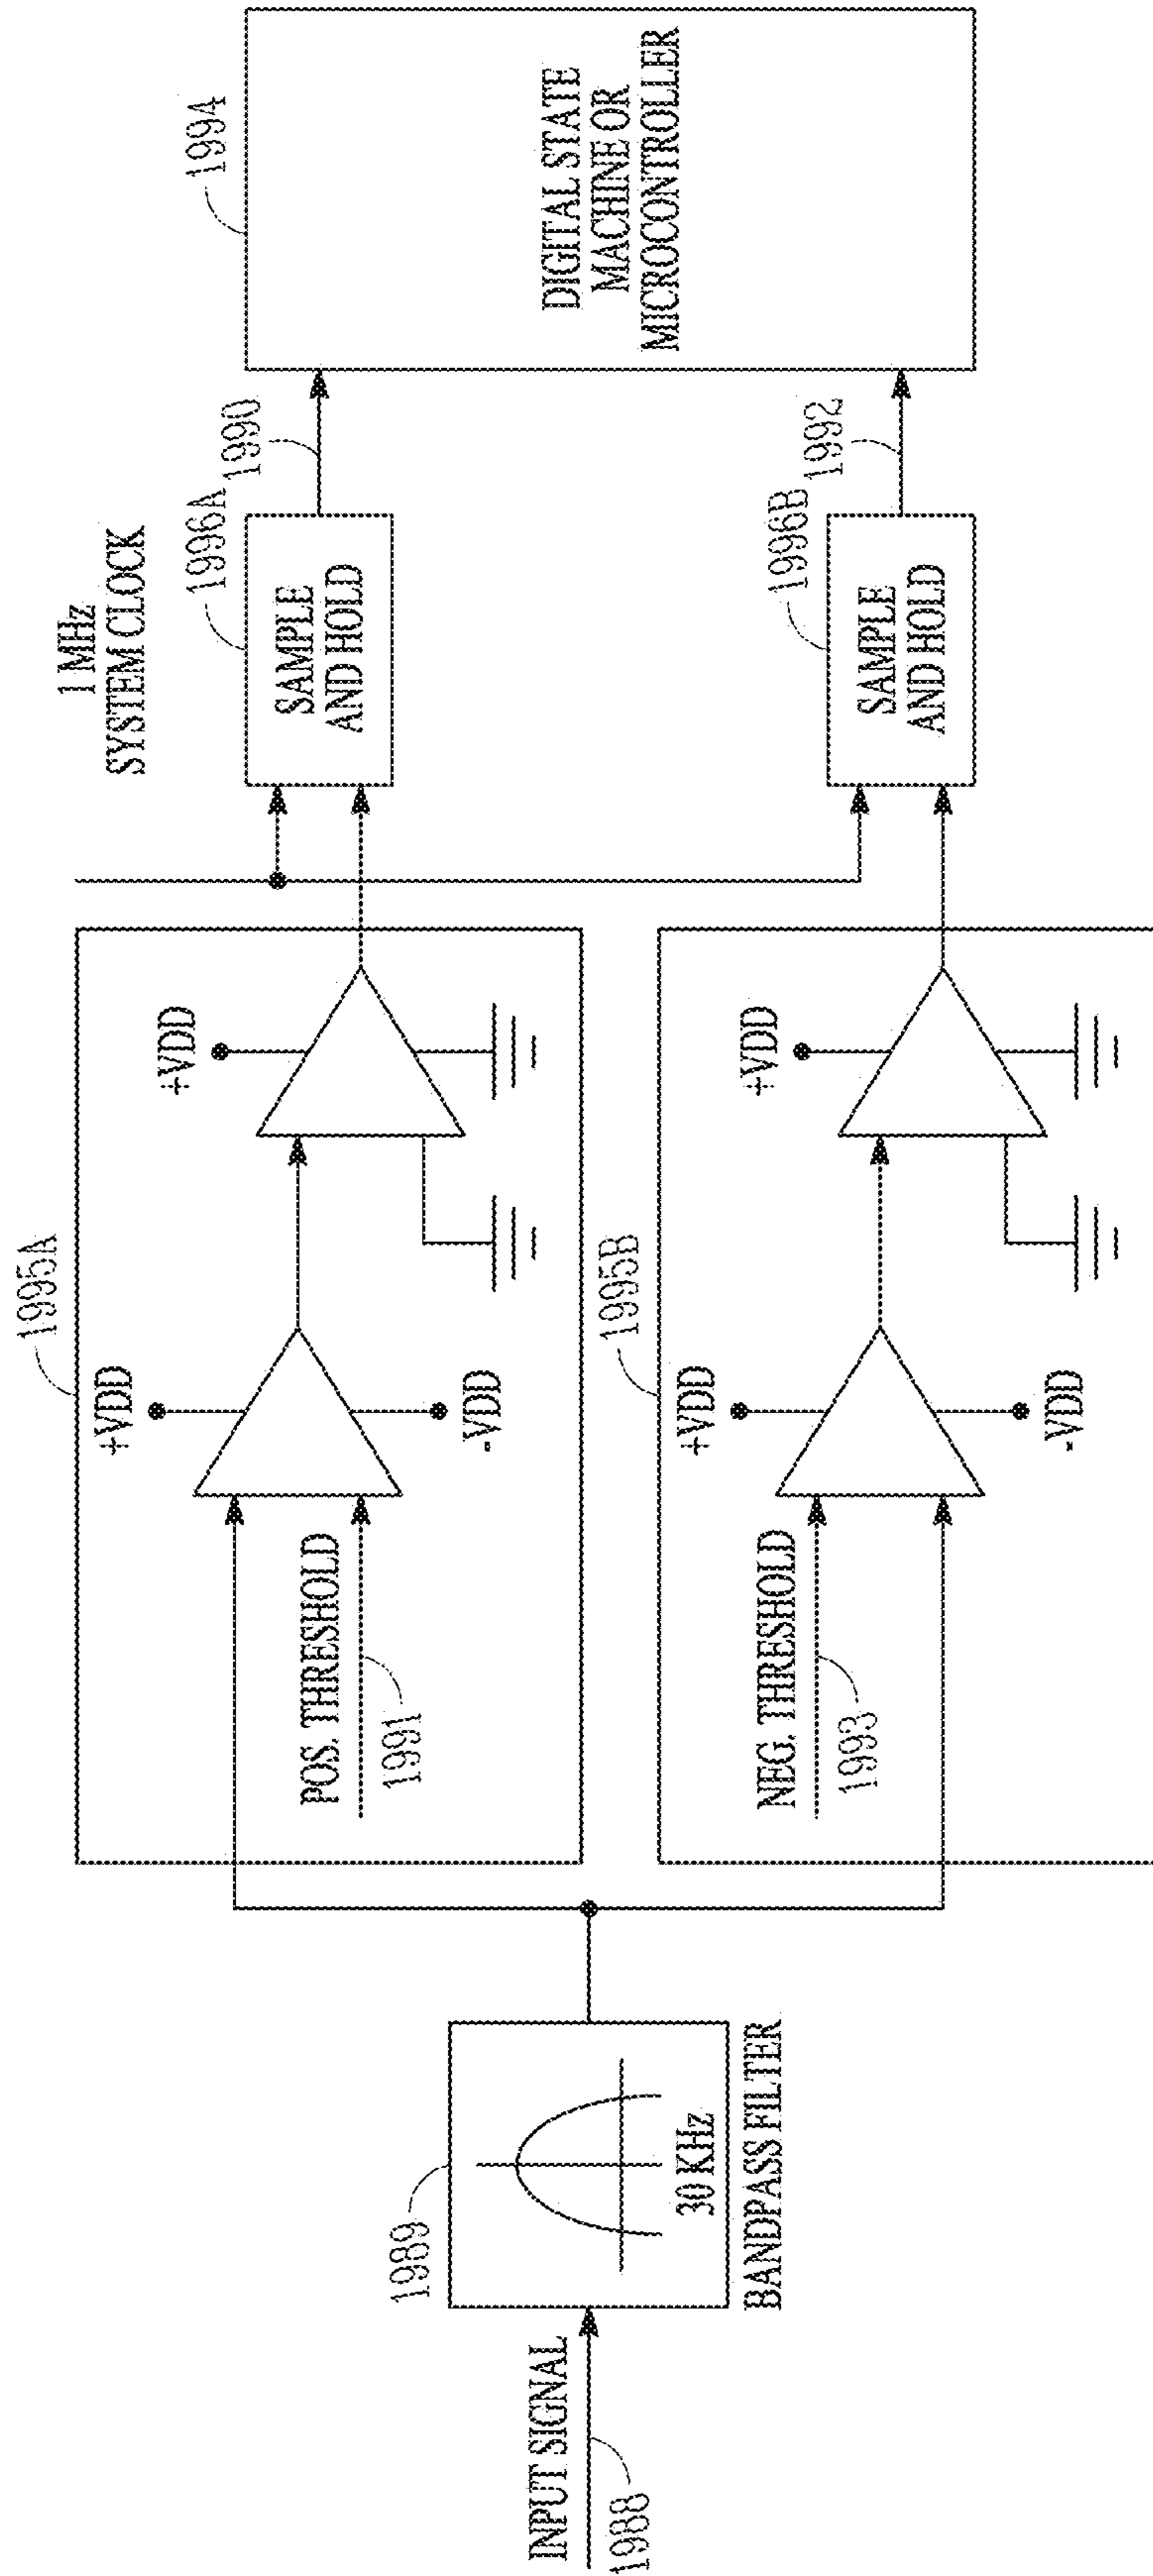 INPUT SIGNAL
1988
1989
30 KHz
BANDPASS FILTER
1995A
+VDD
-VDD
POS. THRESHOLD
1991
+VDD
1995B
+VDD
-VDD
NEG. THRESHOLD
1993
+VDD
1 MHz
SYSTEM CLOCK
1996A
SAMPLE
AND HOLD
1990
1996B
SAMPLE
AND HOLD
1992
1994
DIGITAL STATE
MACHINE OR
MICROCONTROLLER